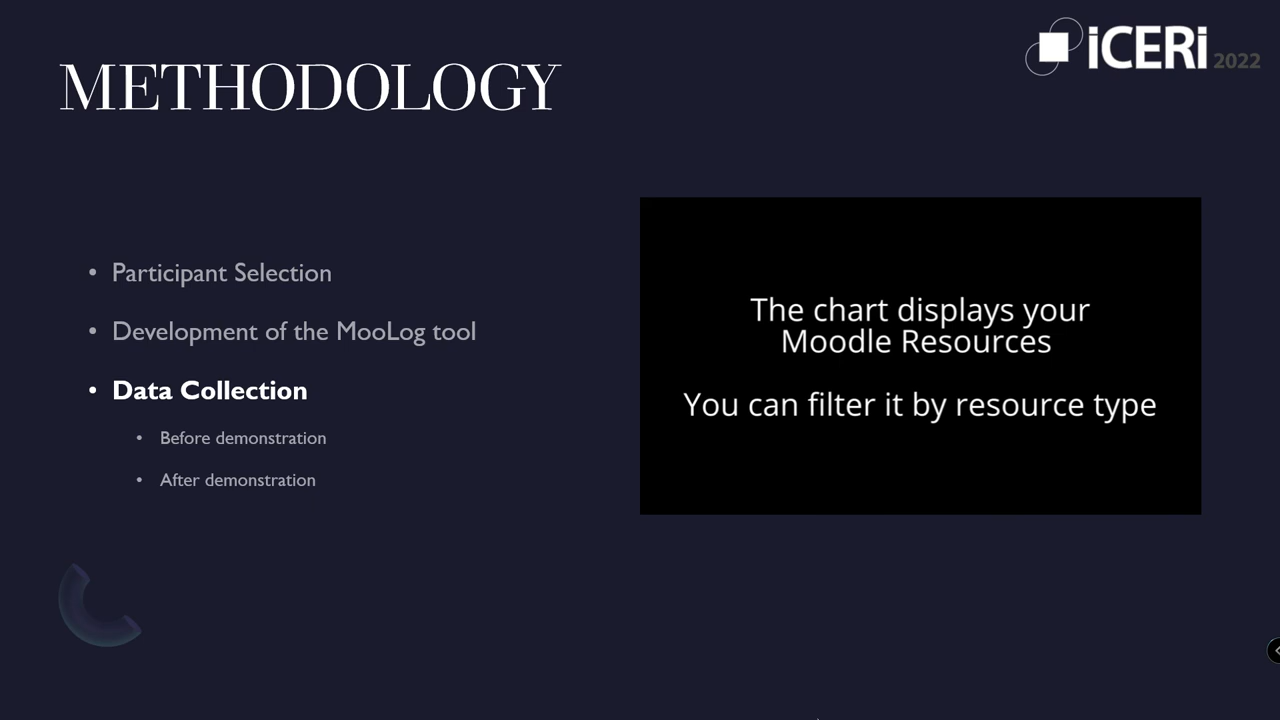 METHODOLOGY
iCERi 2022
• Participant Selection
• Development of the MooLog tool
• Data Collection
• Before demonstration
• After demonstration
The chart displays your
Moodle Resources
You can filter it by resource type